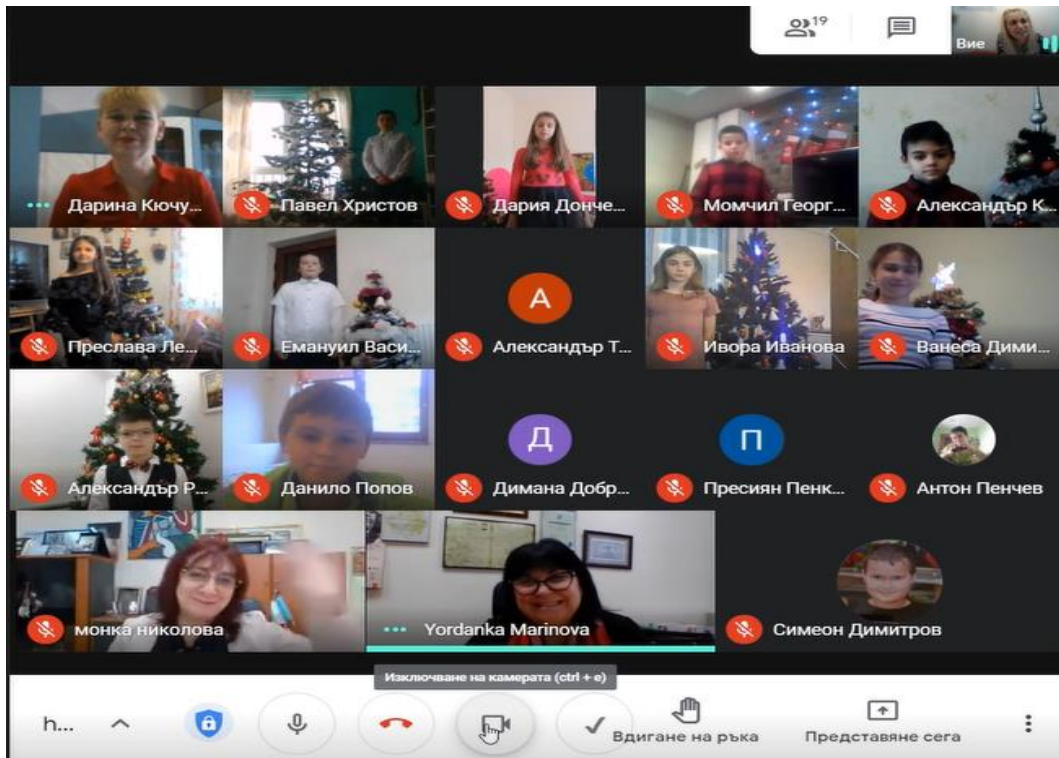 19
Вие
Дарина Кючу...
Павел Христов
Дария Донче...
Момчил Георг...
Александър К...
Преслава Ле...
Емануил Васи...
А
Александър Т...
Ивора Иванова
Ванеса Дими...
Александър Р...
Данило Попов
Д
Димана Добр...
П
Пресиян Пенк...
Антон Пенчев
монка николова
Yordanka Marinova
Симеон Димитров
Изключване на камерата (ctrl + e)
h...
Вдигане на ръка
Представяне сега